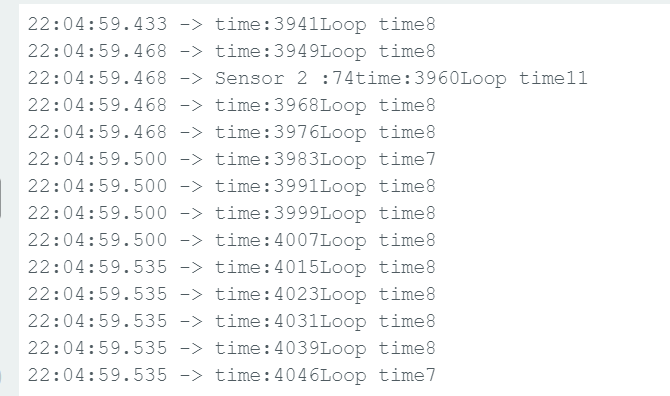 22:04:59.433 -> time:3941Loop time8
22:04:59.468 -> time:3949Loop time8
22:04:59.468 -> Sensor 2 :74time:3960Loop time11
22:04:59.468 -> time:3968Loop time8
22:04:59.468 -> time:3976Loop time8
22:04:59.500 -> time:3983Loop time7
22:04:59.500 -> time:3991Loop time8
22:04:59.500 -> time:3999Loop time8
22:04:59.500 -> time:4007Loop time8
22:04:59.535 -> time:4015Loop time8
22:04:59.535 -> time:4023Loop time8
22:04:59.535 -> time:4031Loop time8
22:04:59.535 -> time:4039Loop time8
22:04:59.535 -> time:4046Loop time7